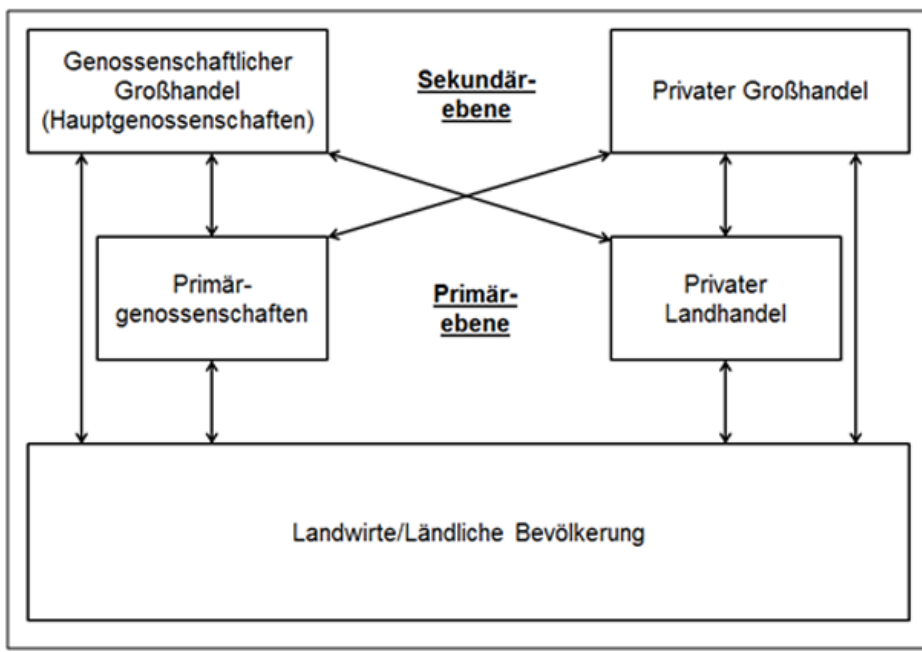 Genossenschaftlicher
Großhandel
(Hauptgenossenschaften)
Sekundär-
ebene
Privater Großhandel
Primär-
genossenschaften
Primär-
ebene
Privater
Landhandel
Landwirte/Ländliche Bevölkerung